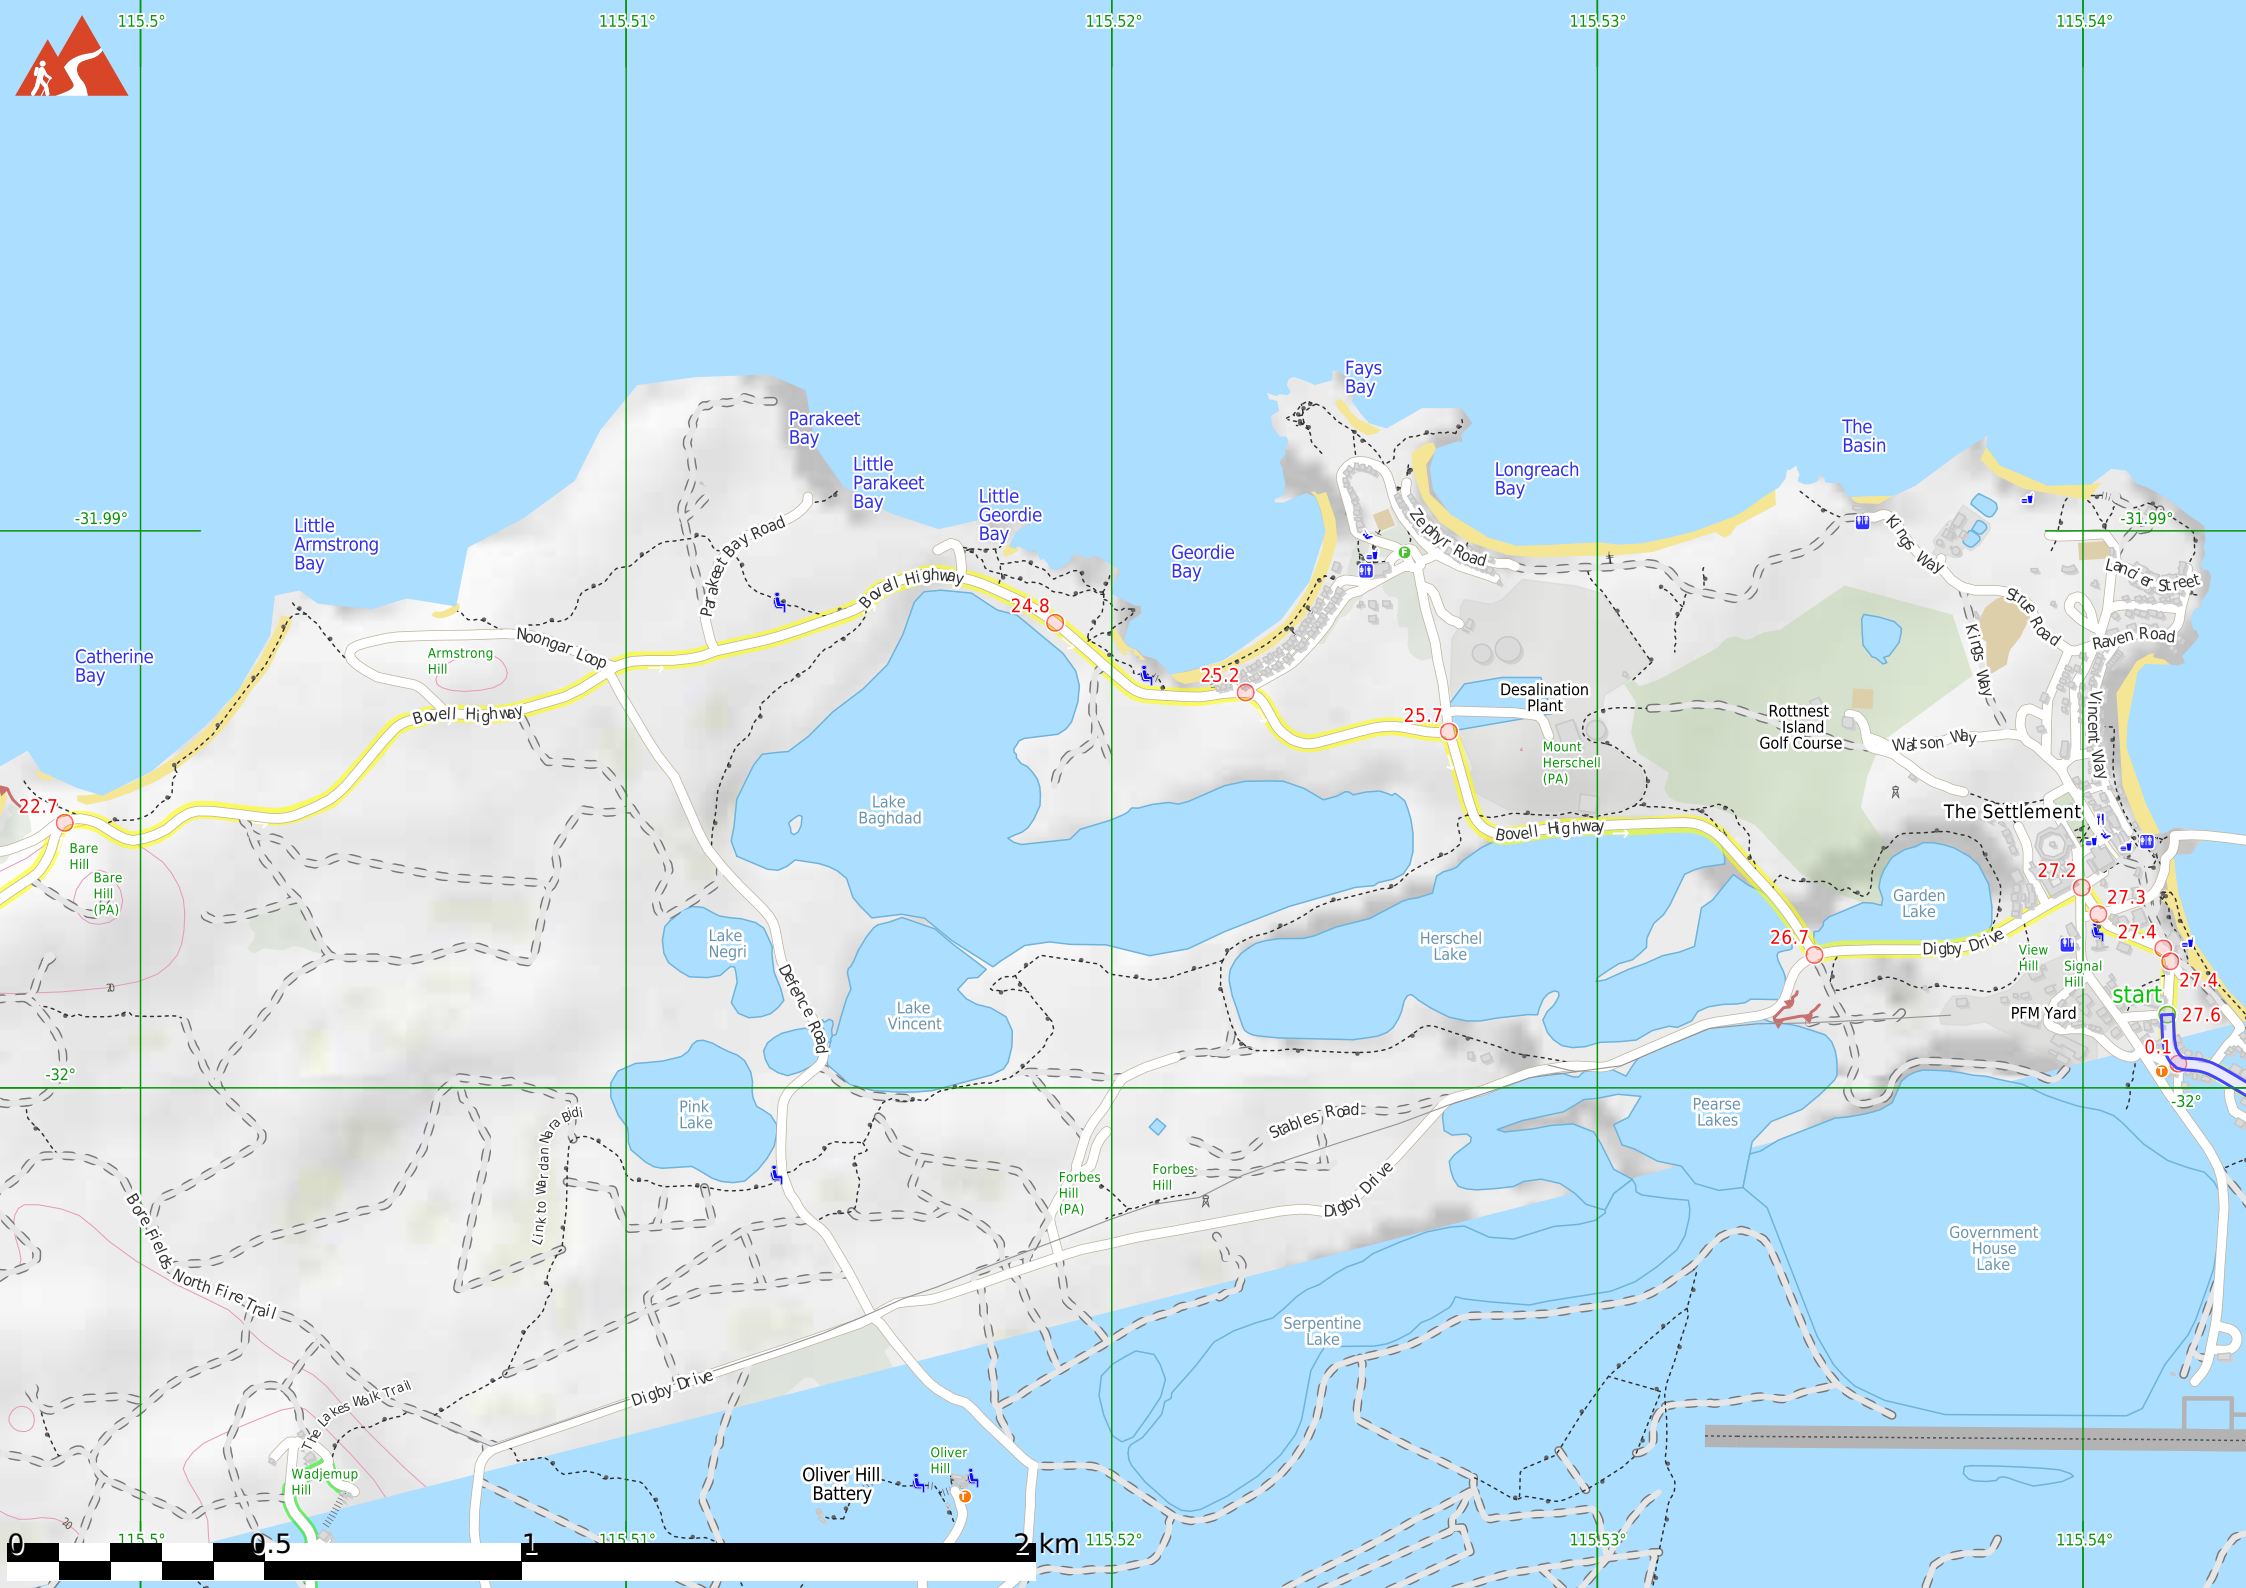 115.5°
115.51°
115.52°
115.53°
115.54°
Fays
Bay
Parakeet
Bay
The
Basin
Little
Parakeet
Bay
Longreach
Bay
Little
Geordie
Bay
-31.99°
-31.99°
Little
Armstrong
Bay
Geordie
Bay
Zephyr Road
Kings Way
Parakeet Bay Road
Bovell Highway
Lancier Street
Strue Road
24.8
Raven Road
Noongar Loop
Armstrong
Hill
Catherine
Bay
Kings Way
25.2
Desalination
Plant
25.7
Rottnest
Island
Golf Course
Bovell Highway
Watson Way
Vincent Way
Mount
Herschell
(PA)
22.7
Lake
Baghdad
The Settlement
Bovell Highway
Bare
Hill
Bare
Hill
(PA)
27.2
27.3
Garden
Lake
27.4
26.7
Digby Drive
Lake
Negri
Herschel
Lake
View
Hill
Signal
Hill
27.4
20
Defence Road
start
Lake
Vincent
PFM Yard
27.6
0.1
-32°
-32°
Pink
Lake
Pearse
Lakes
Stables Road
Link to Wardan Nara Bidi
Forbes
Hill
Forbes
Hill
(PA)
Digby Drive
Bore Fields North Fire Trail
Government
House
Lake
Serpentine
Lake
Digby Drive
The Lakes Walk Trail
Oliver
Hill
Wadjemup
Hill
Oliver Hill
Battery
20
115.5°
115.51°
115.52°
115.53°
115.54°
0
0.5
1
2 km